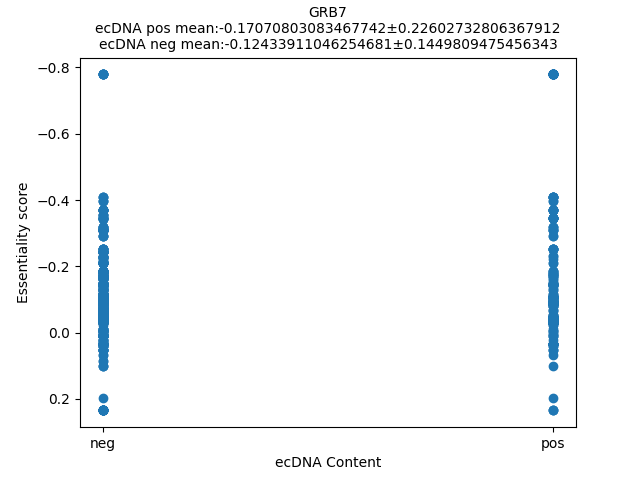 GRB7
ecDNA pos mean:-0.17070803083467742±0.22602732806367912
ecDNA neg mean:-0.12433911046254681±0.1449809475456343
−0.8
−0.6
−0.4
−0.2
0.0
0.2
Essentiality score
neg
pos
ecDNA Content